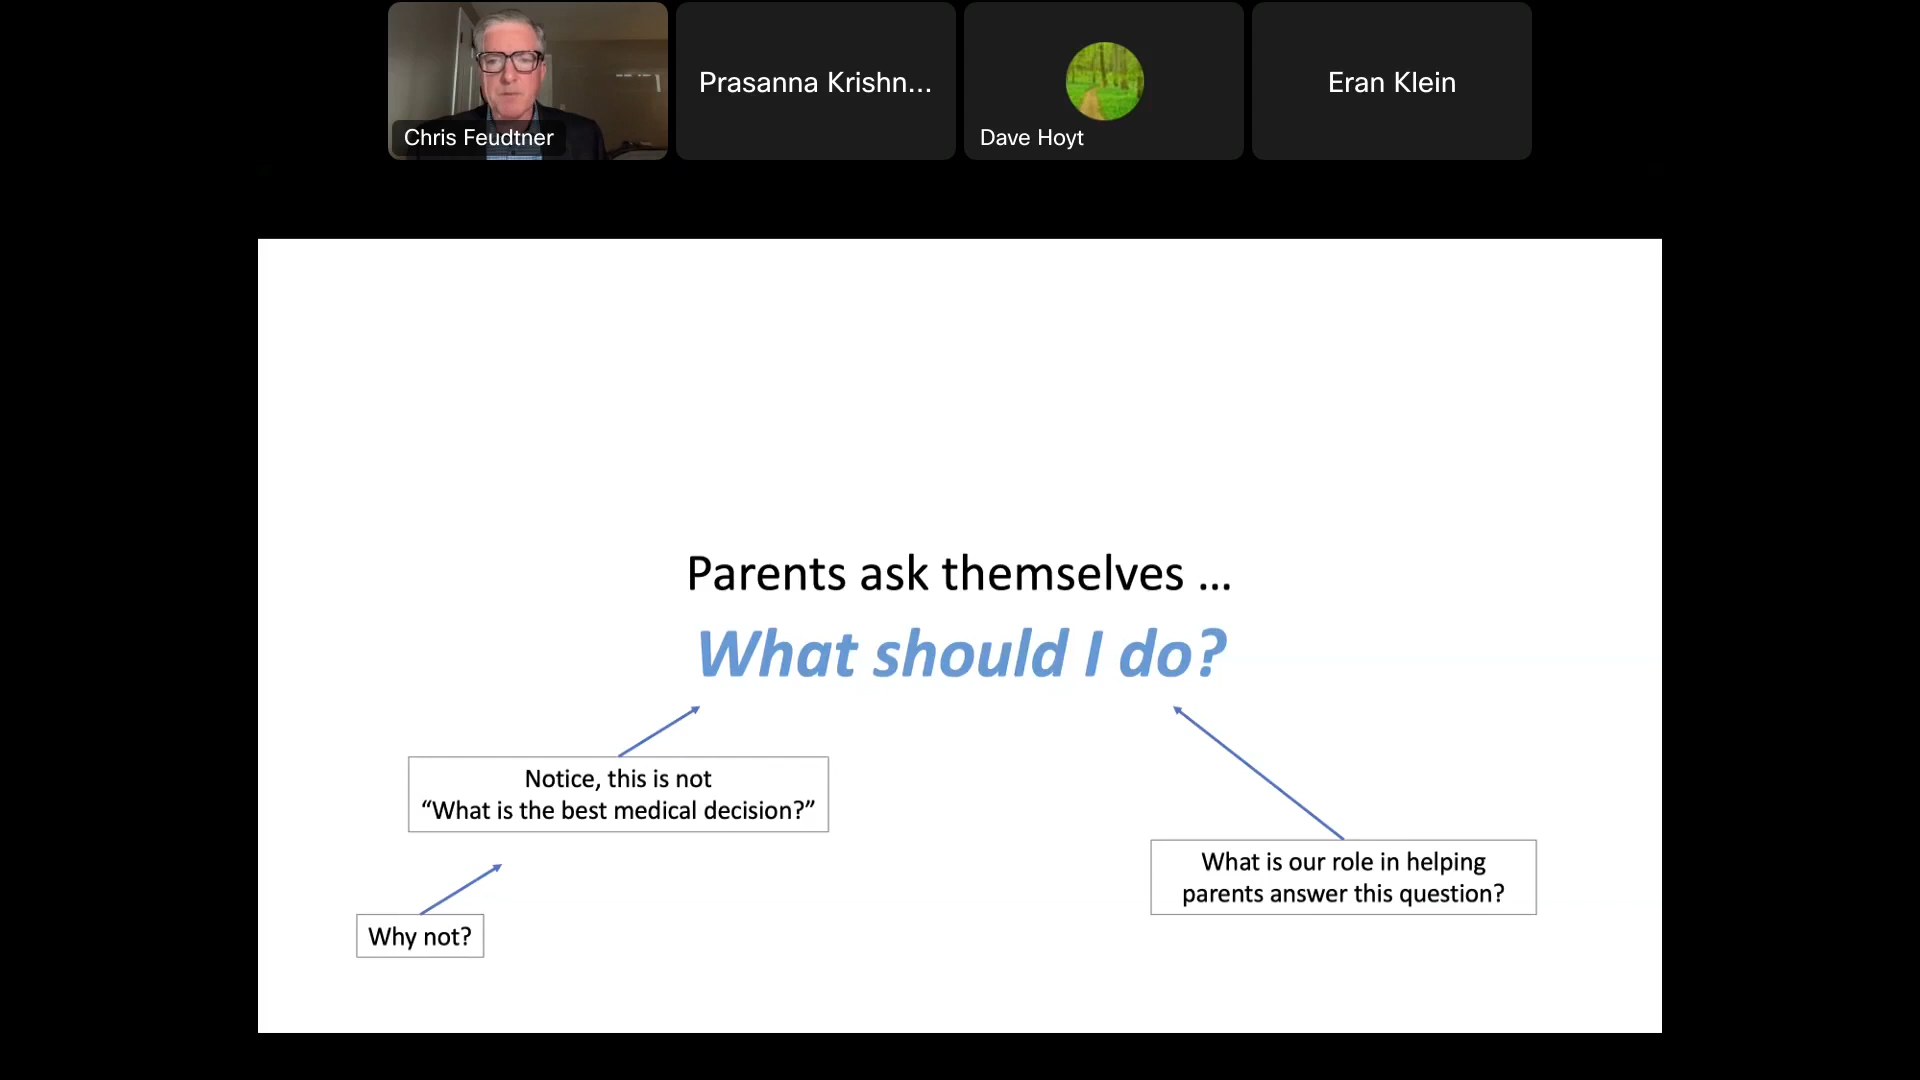 Chris Feudtner
Prasanna Krishn...
Dave Hoyt
Eran Klein
Parents ask themselves ...
What should I do?
Notice, this is not
“What is the best medical decision?”
Why not?
What is our role in helping
parents answer this question?